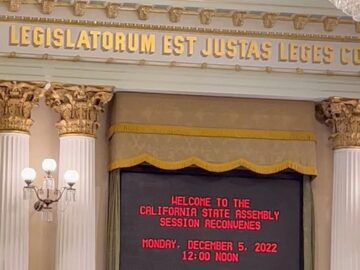 LEGISLATORUM EST JUSTAS LEGES CO
WELCOME TO THE
CALIFORNIA STATE ASSEMBLY
SESSION RECONVENES
MONDAY, DECEMBER 5, 2022
12:00 NOON